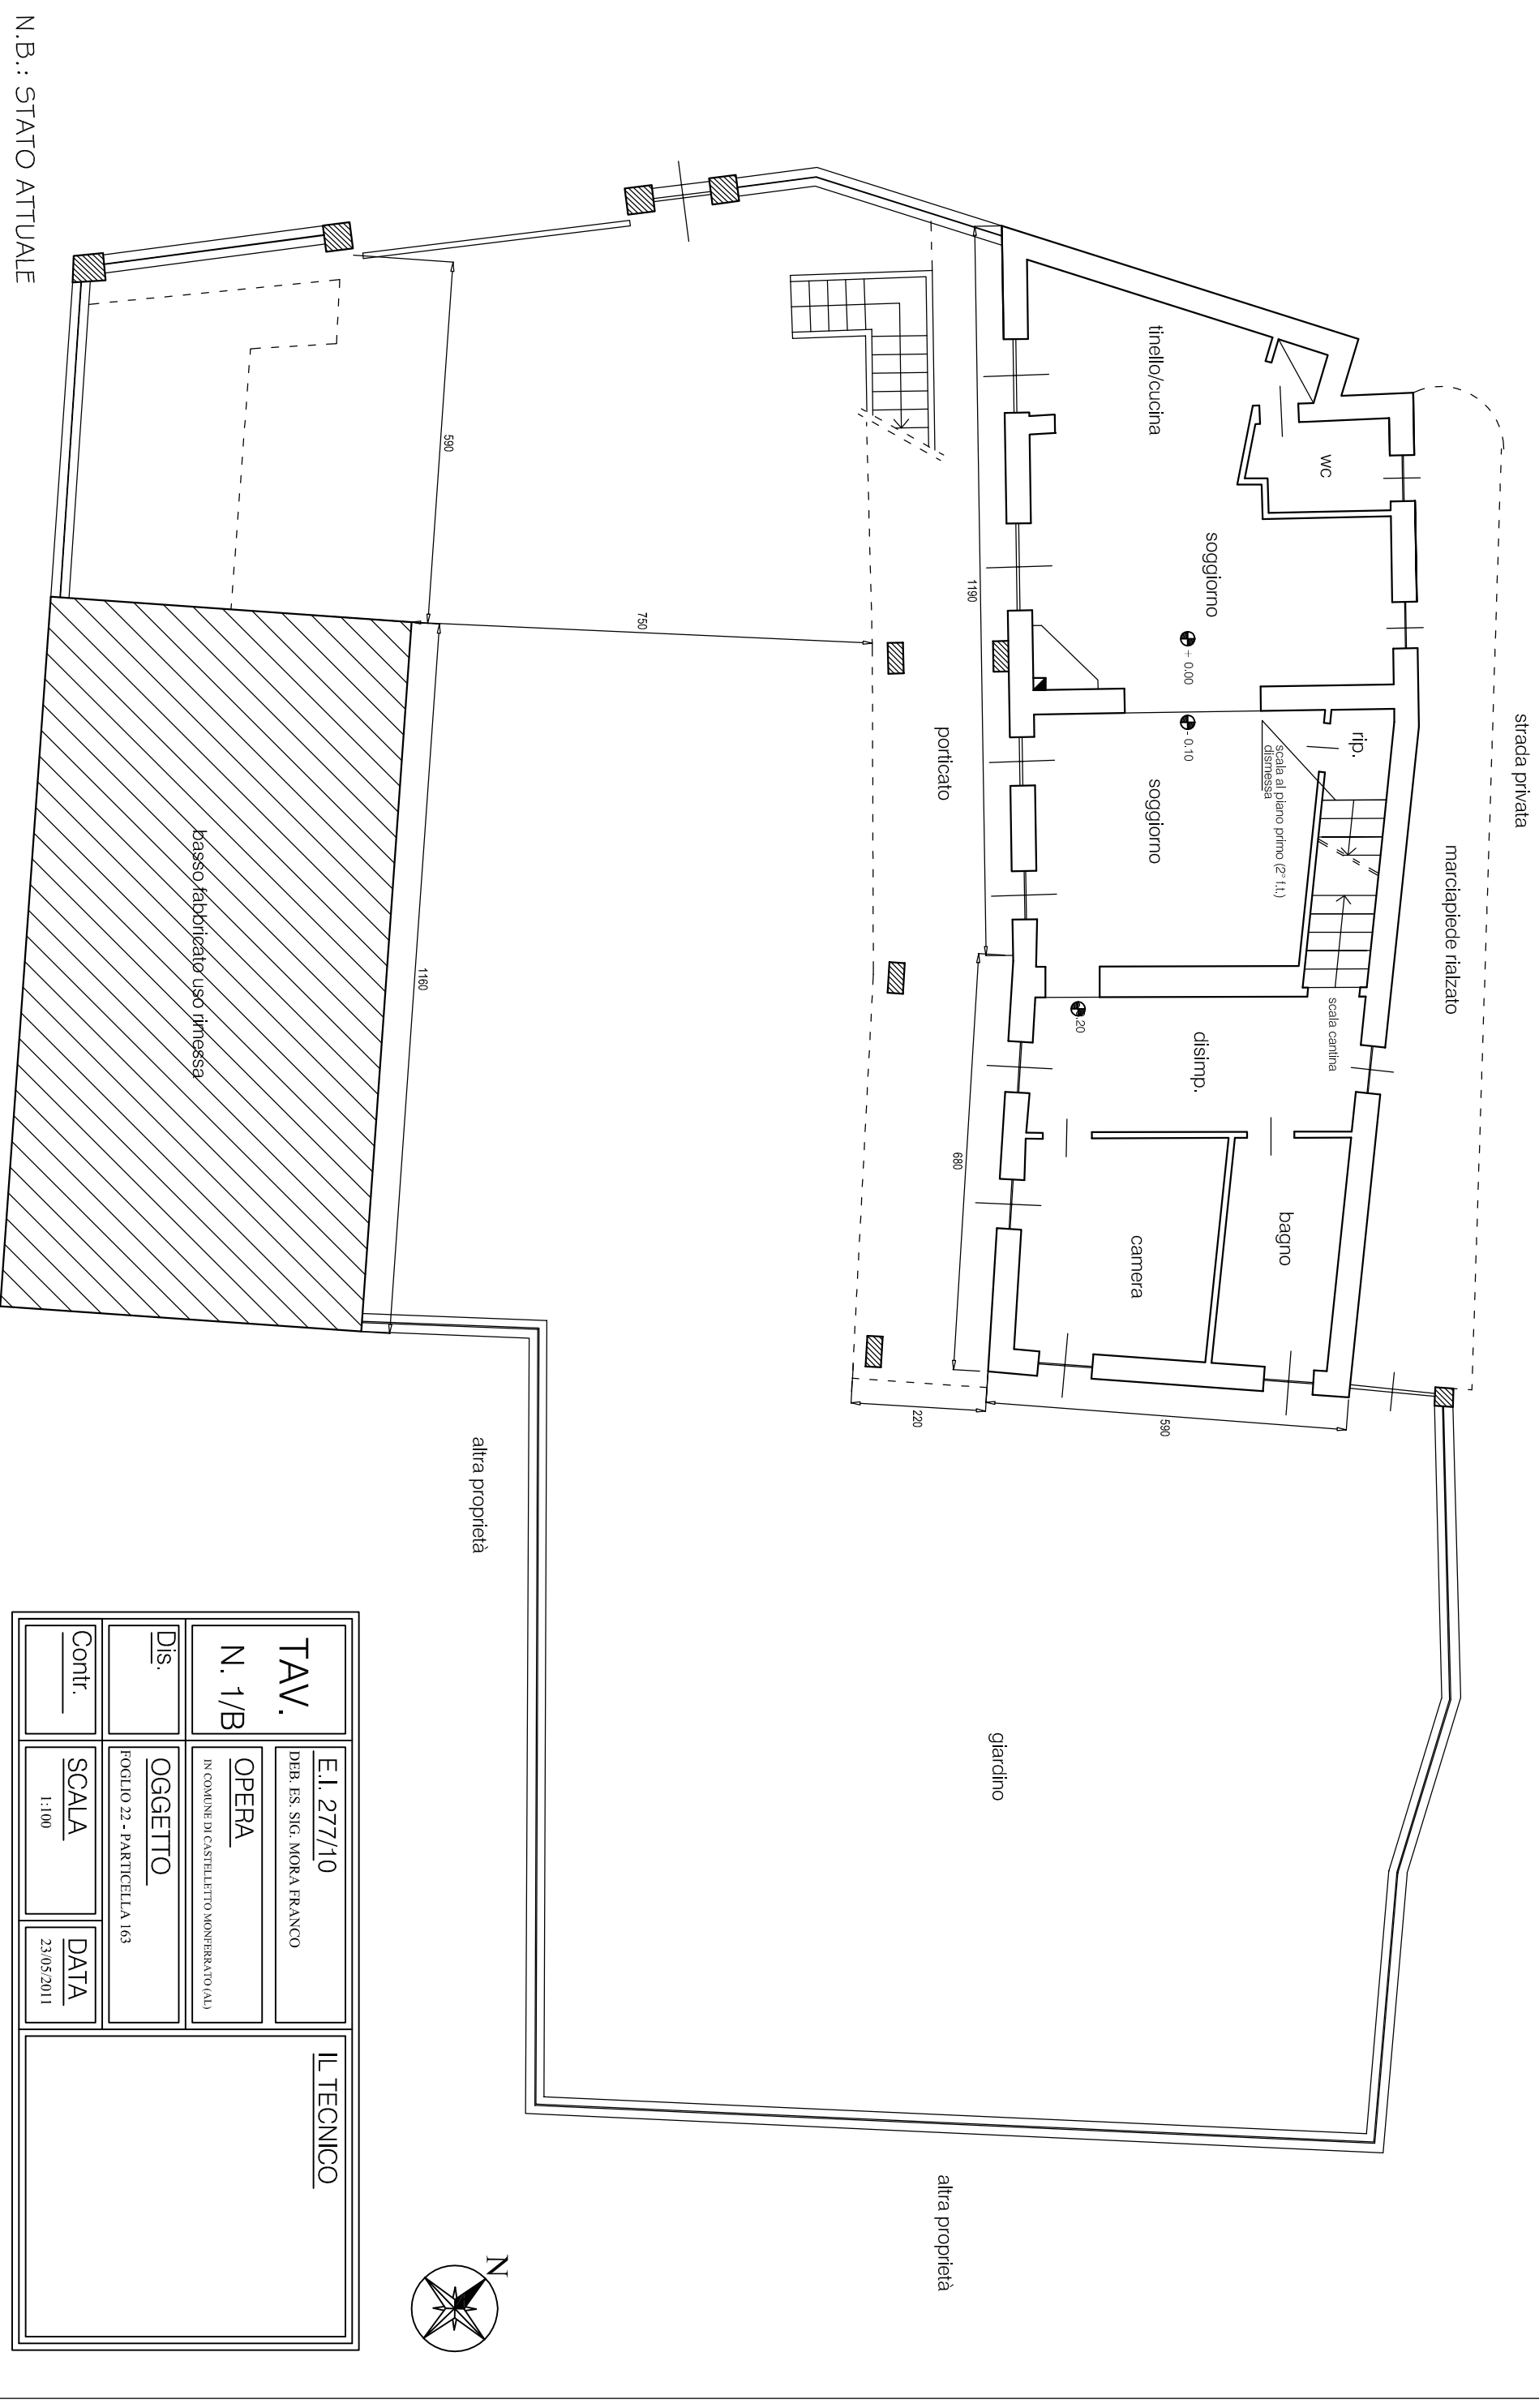 strada privata
marciapiede rialzato
wc
rip.
scala cantina
bagno
scala al piano primo (2° f.t.)
dismessa
tinello/cucina
soggiorno
+ 0.00
- 0.10
soggiorno
disimp.
camera
590
.20
1190
680
porticato
220
giardino
750
altra proprietà
590
1160
altra proprietà
basso fabbricato uso rimessa
N
TAV.
N. 1/B
E.I. 277/10
DEB. ES. SIG. MORA FRANCO
OPERA
IN COMUNE DI CASTELLETTO MONFERRATO (AL)
Dis.
OGGETTO
FOGLIO 22 - PARTICELLA 163
Contr.
SCALA
1:100
DATA
23/05/2011
IL TECNICO
N.B.: STATO ATTUALE